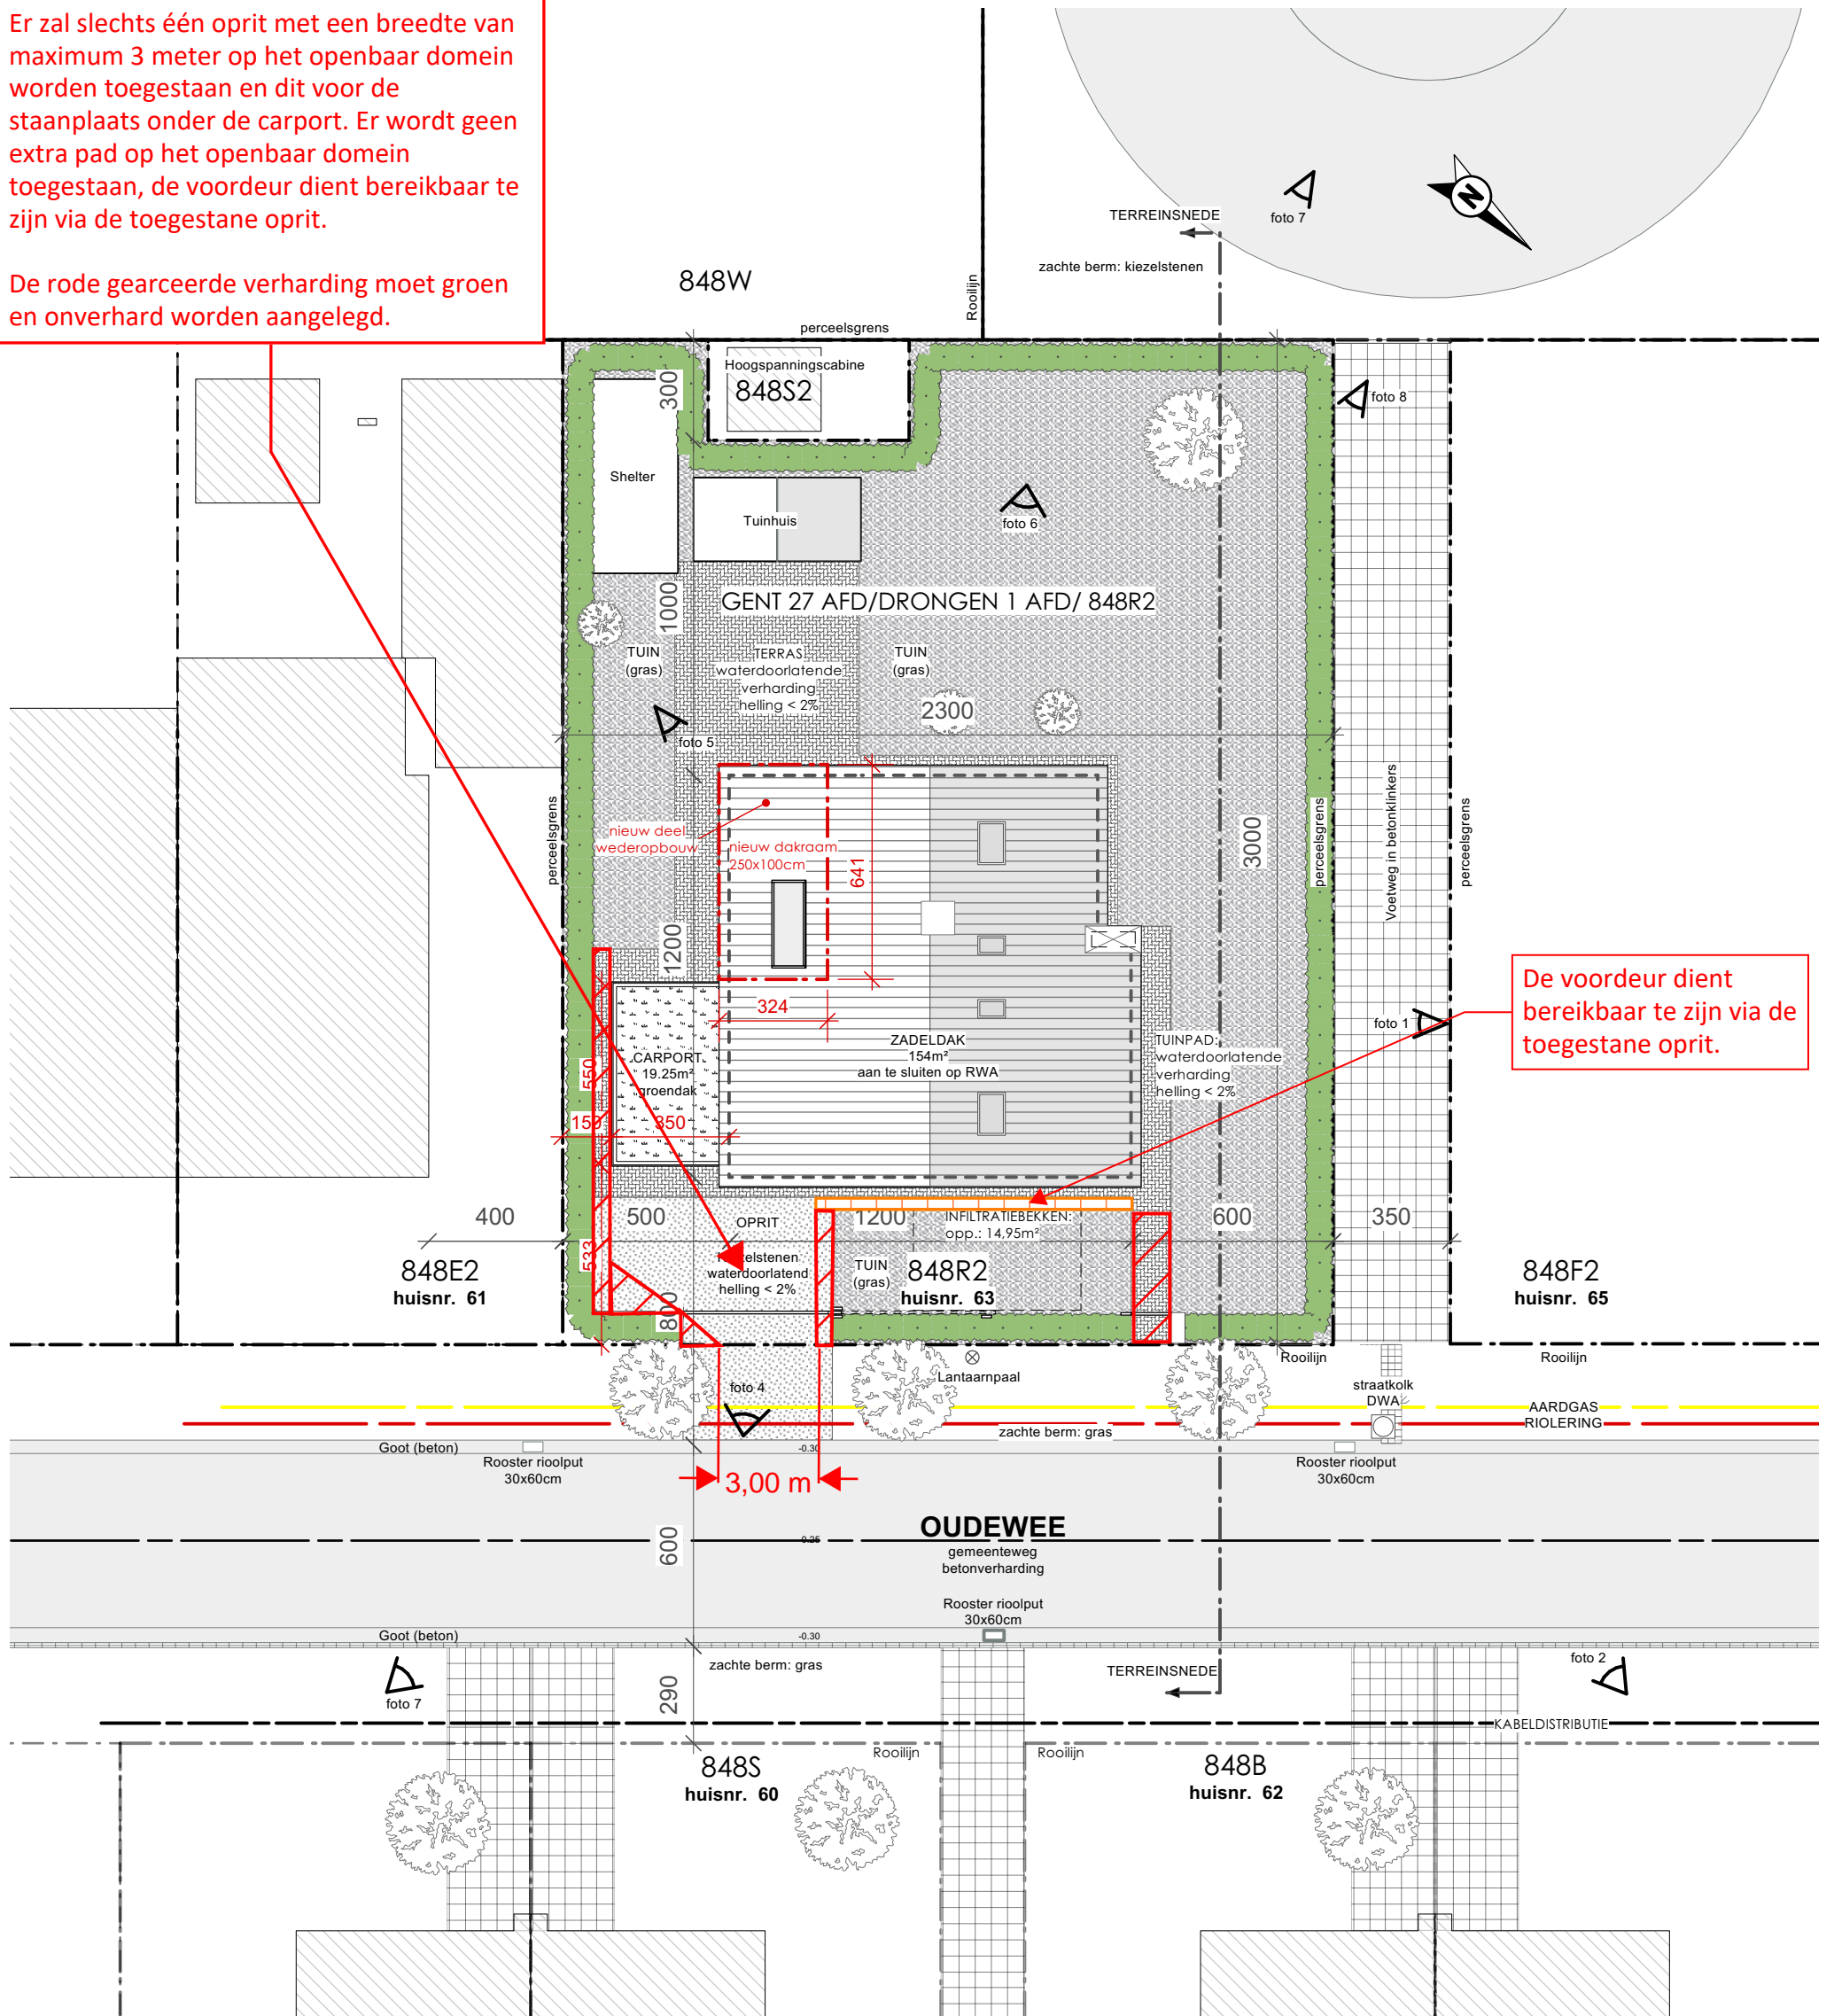 Er zal slechts één oprit met een breedte van
maximum 3 meter op het openbaar domein
worden toegestaan en dit voor de
staanplaats onder de carport. Er wordt geen
extra pad op het openbaar domein
toegestaan, de voordeur dient bereikbaar te
zijn via de toegestane oprit.
De rode gearceerde verharding moet groen
en onverhard worden aangelegd.
N
foto 7
TERREINSNEDE
zachte berm: kiezelstenen
848W
Rooilijn
perceelsgrens
Hoogspanningscabine
848S2
300
foto 8
Shelter
Tuinhuis
foto 6
1000
GENT 27 AFD/DRONGEN 1 AFD/ 848R2
TUIN
(gras)
TERRAS
waterdoorlatende
verharding
helling < 2%
TUIN
(gras)
2300
foto 5
perceelsgrens
nieuw deel
wederopbouw
nieuw dakraam
250x100cm
641
3000
perceelsgrens
Voetweg in betonklinkers
perceelsgrens
1200
324
De voordeur dient
bereikbaar te zijn via de
toegestane oprit.
foto 1
CARPORT
19.25m²
groendak
ZADELDAK
154m²
aan te sluiten op RWA
TUINPAD:
waterdoorlatende
verharding
helling < 2%
550
150
350
400
500
OPRIT
1200
INFILTRATIEBEKKEN:
opp.: 14,95m²
600
350
533
kiezelstenen
waterdoorlatend
helling < 2%
TUIN
(gras)
848E2
huisnr. 61
848R2
huisnr. 63
848F2
huisnr. 65
800
Rooilijn
Rooilijn
Lantaarnpaal
foto 4
straatkolk
DWA
AARDGAS
RIOLERING
zachte berm: gras
Goot (beton)
-0.30
Rooster rioolput
30x60cm
Rooster rioolput
30x60cm
3,00 m
OUDEWEE
gemeenteweg
betonverharding
600
-0.25
Rooster rioolput
30x60cm
Goot (beton)
-0.30
zachte berm: gras
foto 7
290
TERREINSNEDE
foto 2
KABELDISTRIBUTIE
Rooilijn
Rooilijn
848S
huisnr. 60
848B
huisnr. 62